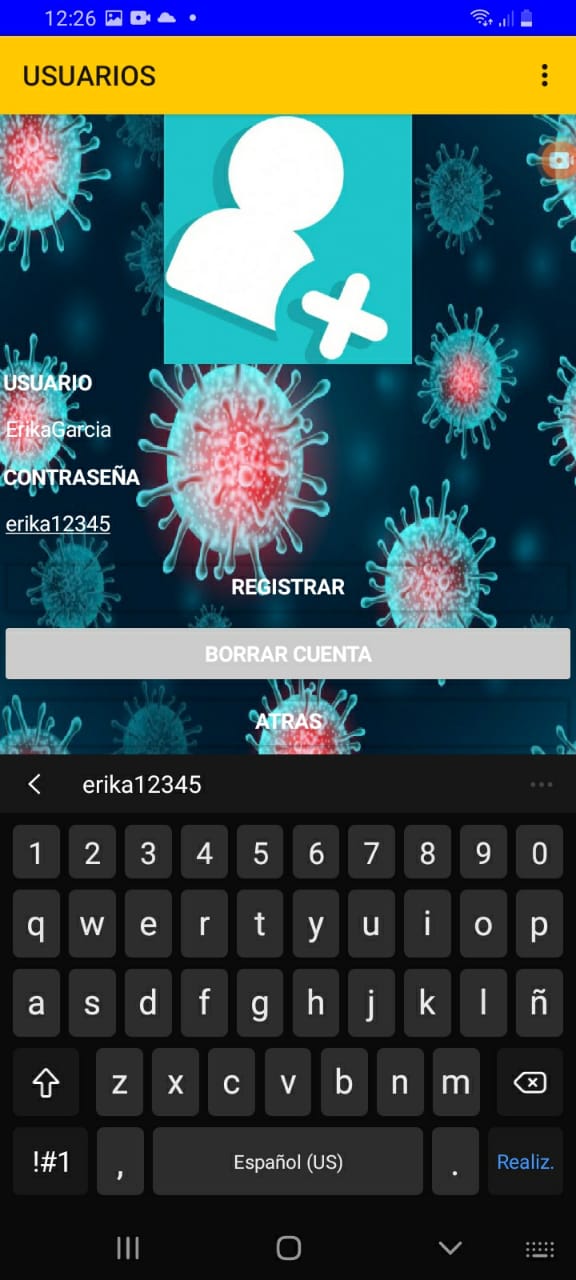 12:26
USUARIOS
USUARIO
ErikaGarcia
CONTRASEÑA
erika12345
REGISTRAR
BORRAR CUENTA
ATRAS
erika12345
1 2 3 4 5 6 7 8 9 0
q w e r t y u i o p
a s d f g h j k l ñ
z x c v b n m
!#1 , Español (US) . Realiz.